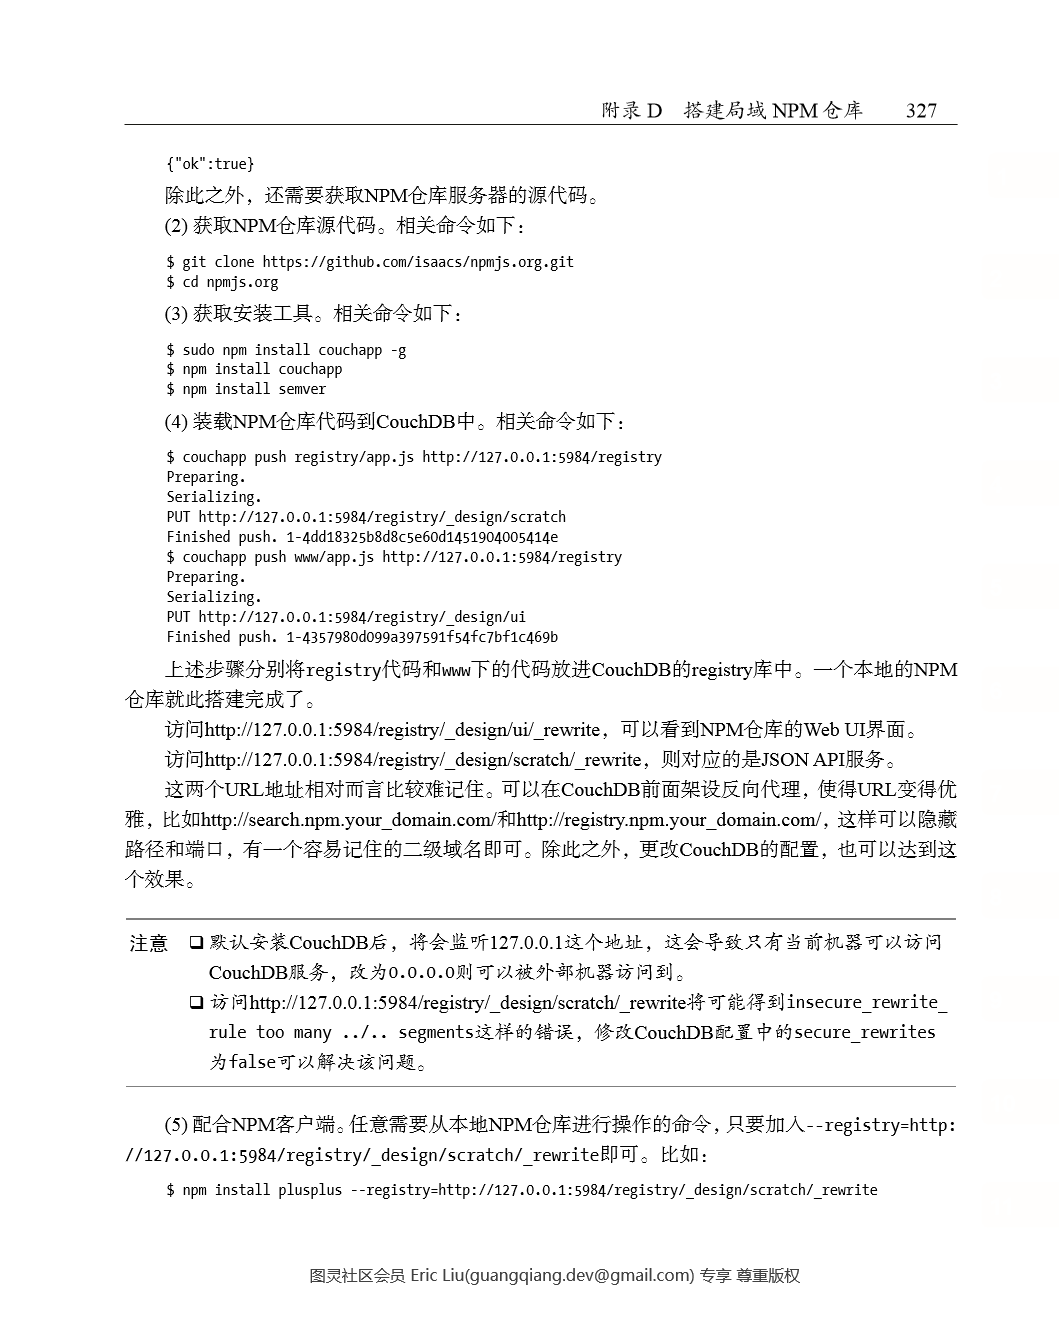 附录 D　搭建局域 NPM 仓库　　327
{"ok":true}
除此之外，还需要获取NPM仓库服务器的源代码。
(2) 获取NPM仓库源代码。相关命令如下：
$ git clone https://github.com/isaacs/npmjs.org.git
$ cd npmjs.org
(3) 获取安装工具。相关命令如下：
$ sudo npm install couchapp -g
$ npm install couchapp
$ npm install semver
(4) 装载NPM仓库代码到CouchDB中。相关命令如下：
$ couchapp push registry/app.js http://127.0.0.1:5984/registry
Preparing.
Serializing.
PUT http://127.0.0.1:5984/registry/_design/scratch
Finished push. 1-4dd18325b8d8c5e60d1451904005414e
$ couchapp push www/app.js http://127.0.0.1:5984/registry
Preparing.
Serializing.
PUT http://127.0.0.1:5984/registry/_design/ui
Finished push. 1-4357980d099a397591f54fc7bf1c469b
上述步骤分别将registry代码和www下的代码放进CouchDB的registry库中。一个本地的NPM
仓库就此搭建完成了。
访问http://127.0.0.1:5984/registry/_design/ui/_rewrite，可以看到NPM仓库的Web UI界面。
访问http://127.0.0.1:5984/registry/_design/scratch/_rewrite，则对应的是JSON API服务。
这两个URL地址相对而言比较难记住。可以在CouchDB前面架设反向代理，使得URL变得优
雅，比如http://search.npm.your_domain.com/和http://registry.npm.your_domain.com/，这样可以隐藏
路径和端口，有一个容易记住的二级域名即可。除此之外，更改CouchDB的配置，也可以达到这
个效果。
注意　❑ 默认安装CouchDB后，将会监听127.0.0.1这个地址，这会导致只有当前机器可以访问
CouchDB服务，改为0.0.0.0则可以被外部机器访问到。
❑ 访问http://127.0.0.1:5984/registry/_design/scratch/_rewrite将可能得到insecure_rewrite_
rule too many ../.. segments这样的错误，修改CouchDB配置中的secure_rewrites
为false可以解决该问题。
(5) 配合NPM客户端。任意需要从本地NPM仓库进行操作的命令，只要加入--registry=http:
//127.0.0.1:5984/registry/_design/scratch/_rewrite即可。比如：
$ npm install plusplus --registry=http://127.0.0.1:5984/registry/_design/scratch/_rewrite
图灵社区会员 Eric Liu(guangqiang.dev@gmail.com) 专享 尊重版权